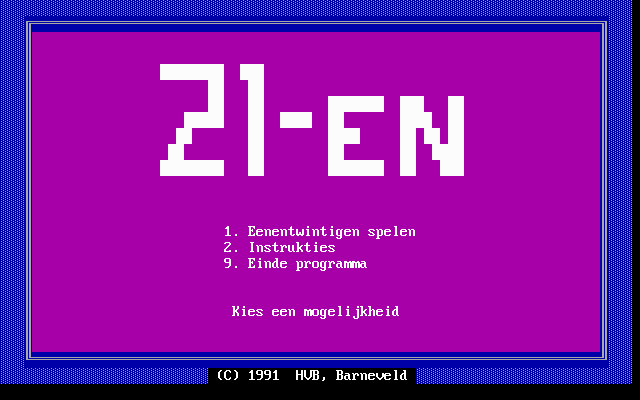 21-EN
1. Eenentwintigen spelen
2. Instrukties
9. Einde programma
Kies een mogelijkheid
(C) 1991  HVB, Barneveld